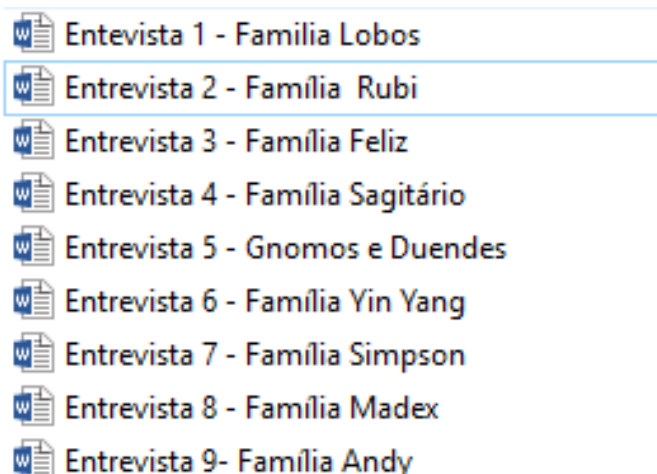 Entevista 1 - Familia Lobos
Entrevista 2 - Família  Rubi
Entrevista 3 - Família Feliz
Entrevista 4 - Família Sagitário
Entrevista 5 - Gnomos e Duendes
Entrevista 6 - Família Yin Yang
Entrevista 7 - Família Simpson
Entrevista 8 - Família Madex
Entrevista 9- Família Andy